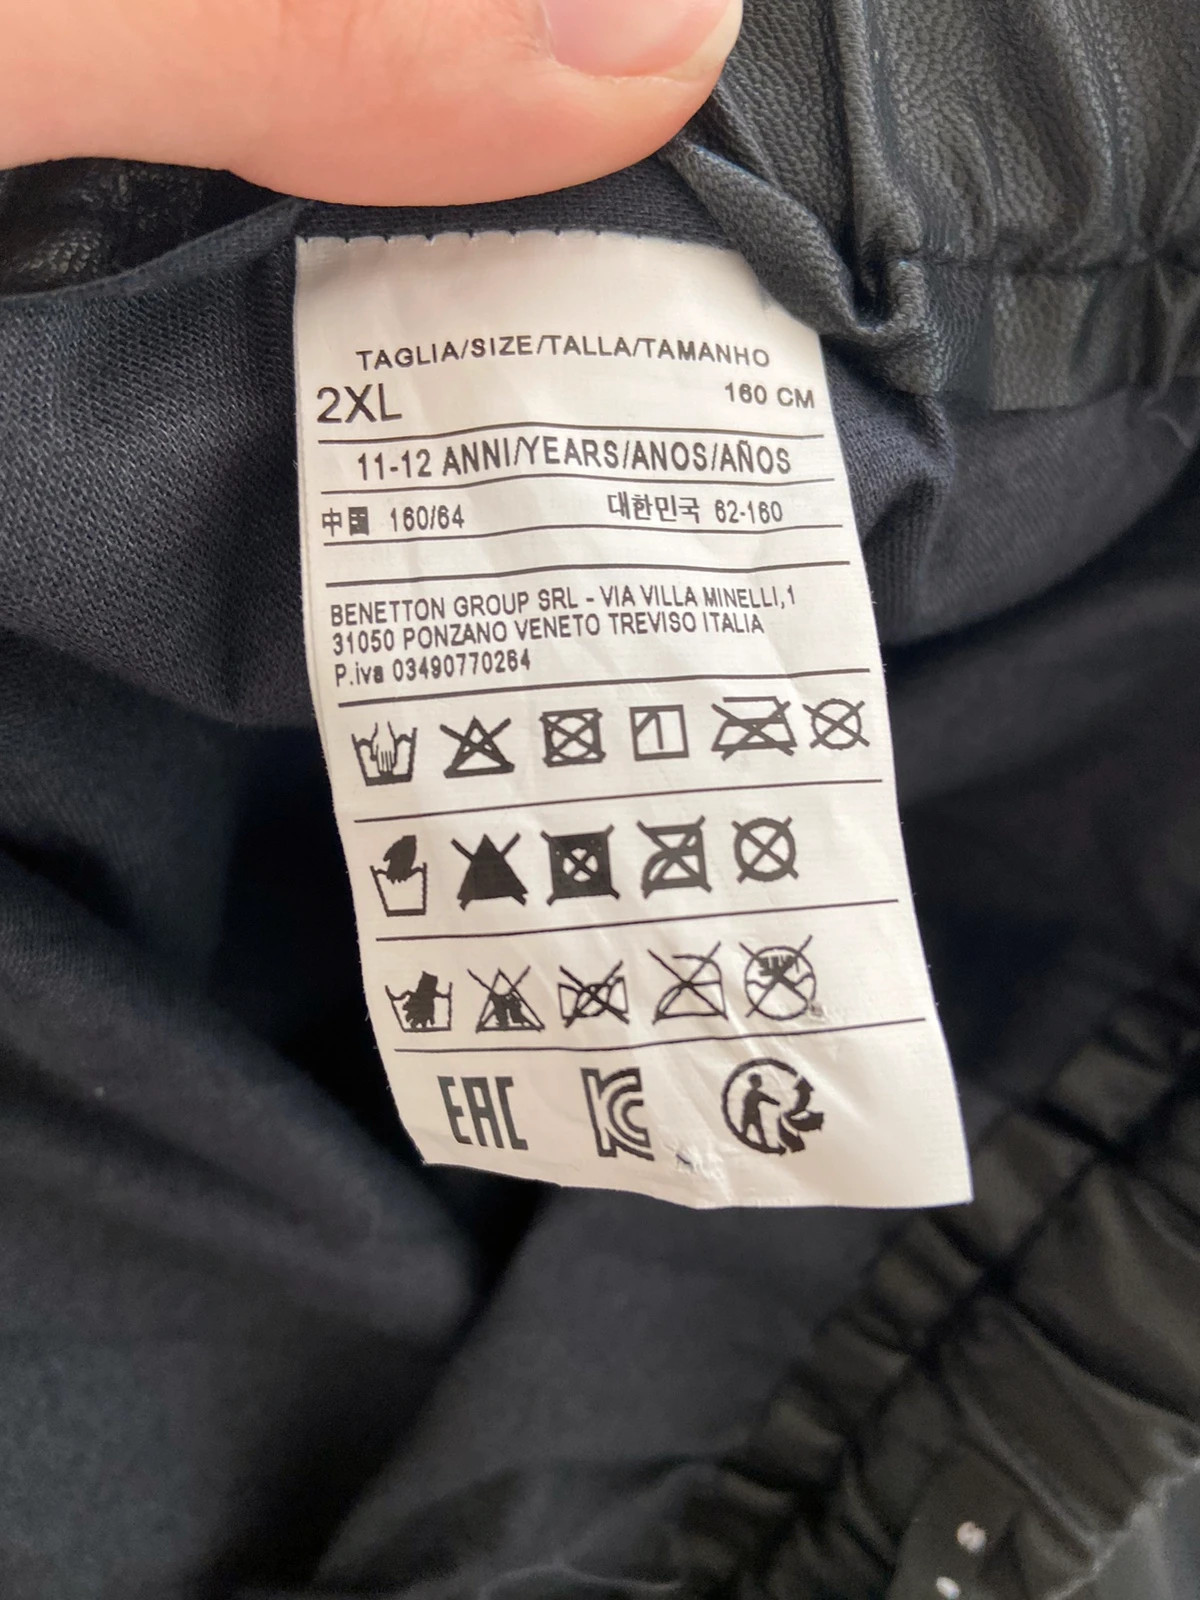 TAGLIA/SIZE/TALLA/TAMANHO
2XL 160 CM
11-12 ANNI/YEARS/ANOS/AÑOS
中国 160/64 대한민국 62-160
BENETTON GROUP SRL - VIA VILLA MINELLI,1
31050 PONZANO VENETO TREVISO ITALIA
P.iva 03490770264
EAC KC